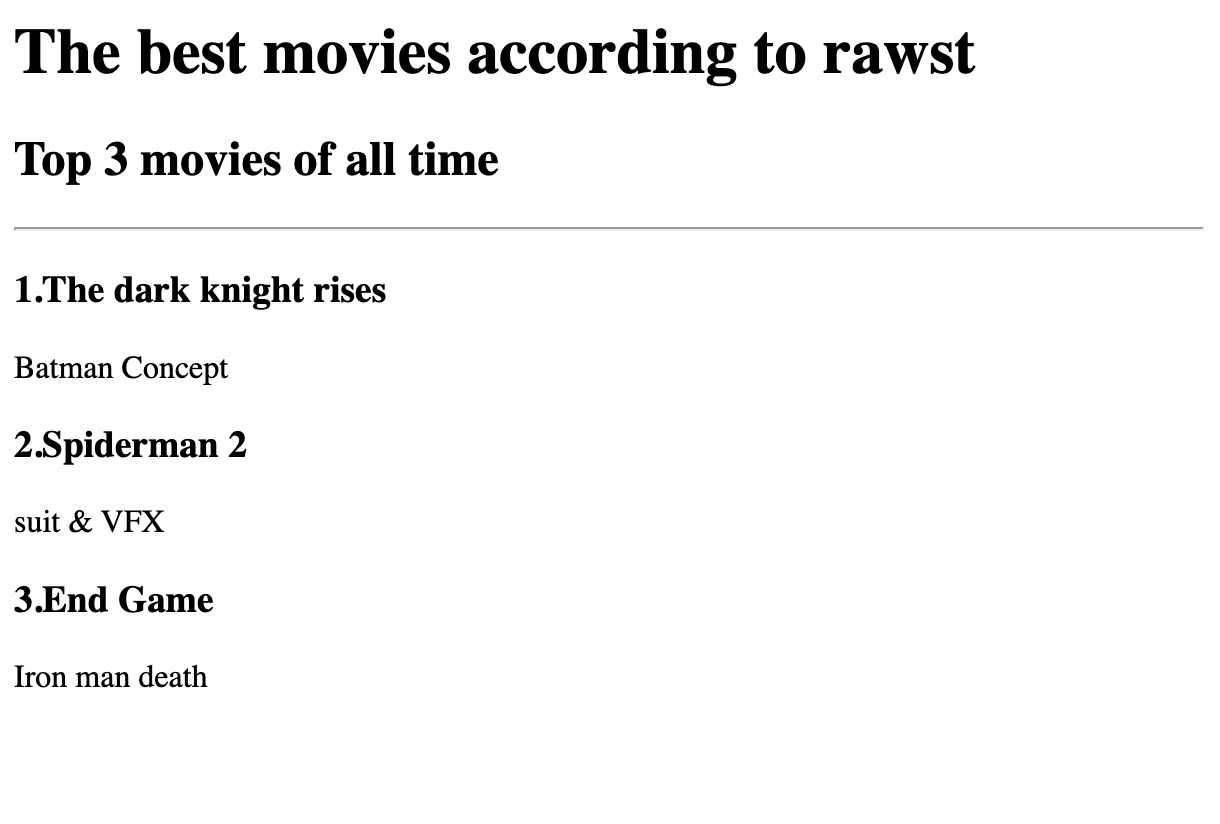 The best movies according to rawst
Top 3 movies of all time
1.The dark knight rises
Batman Concept
2.Spiderman 2
suit & VFX
3.End Game
Iron man death